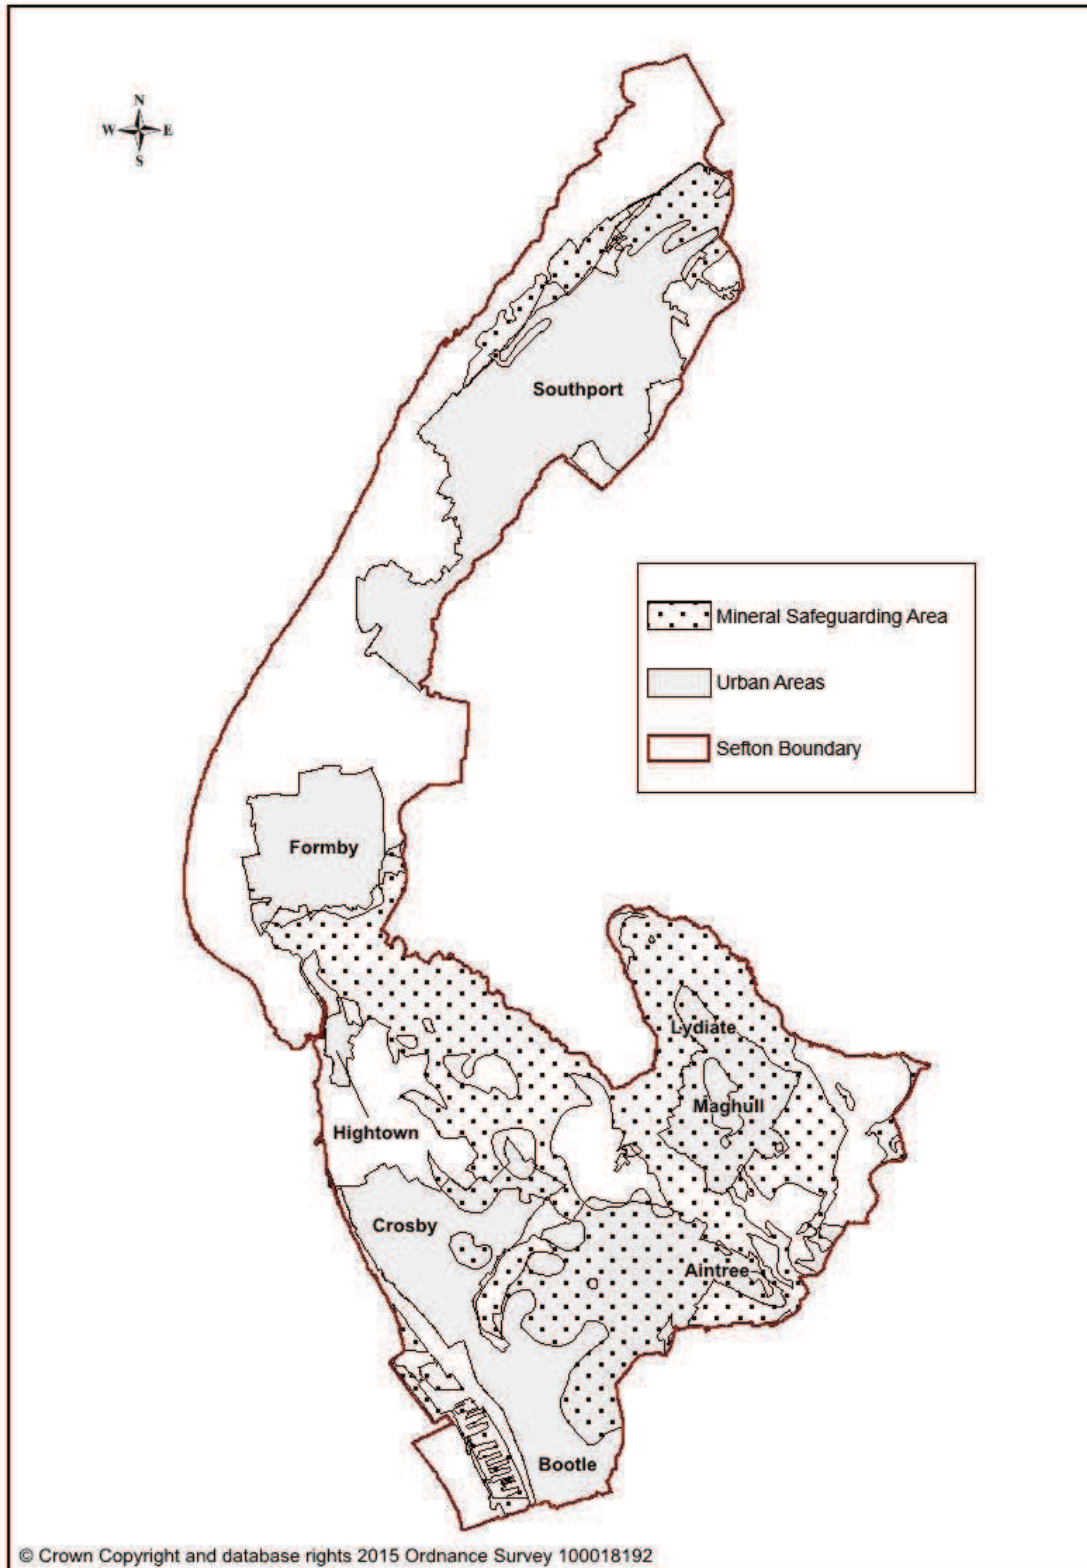 N
W E
S
Southport
Mineral Safeguarding Area
Urban Areas
Sefton Boundary
Formby
Lydiate
Maghull
Hightown
Crosby
Aintree
Bootle
© Crown Copyright and database rights 2015 Ordnance Survey 100018192